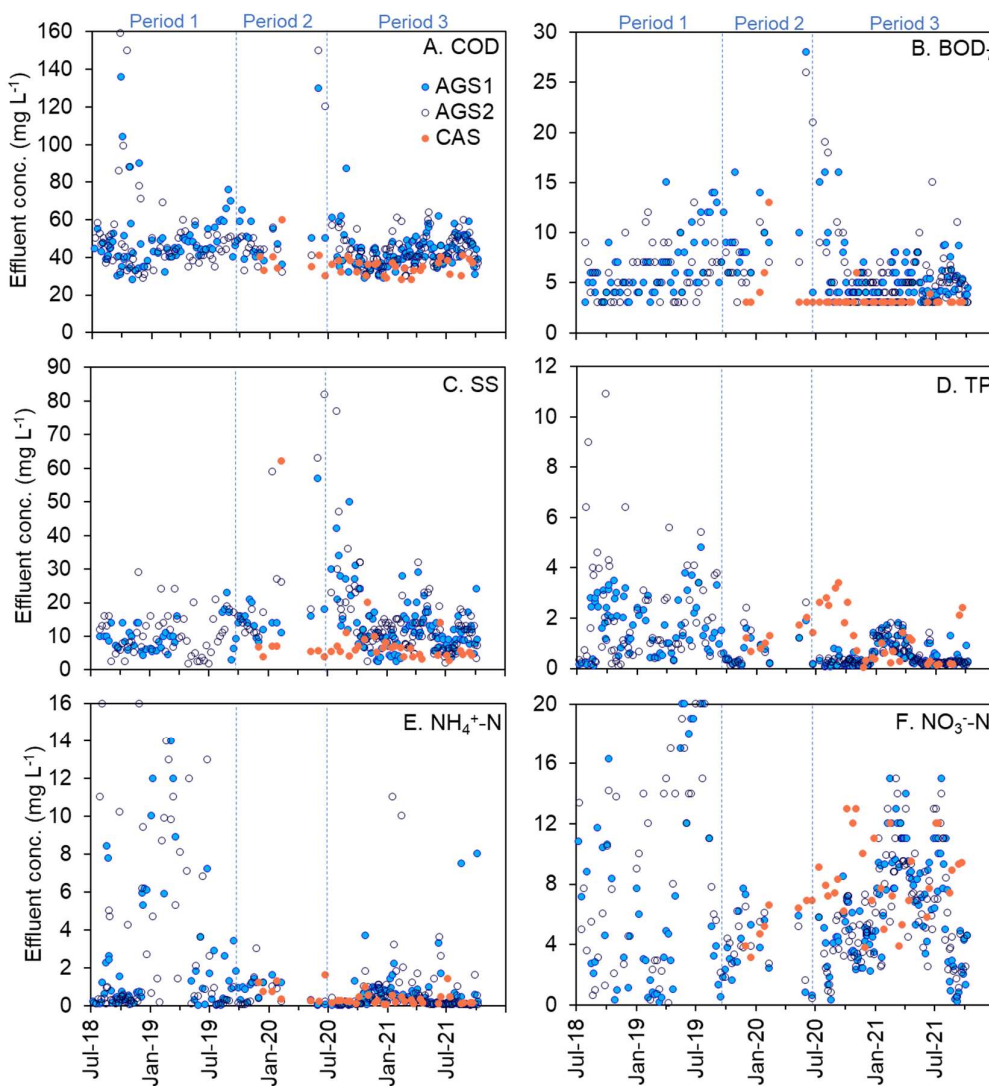 Period 1 Period 2 Period 3
Period 1 Period 2 Period 3
Effluent conc. (mg L⁻¹)
160
140
120
100
80
60
40
20
0
A. COD
AGS1
AGS2
CAS
30
25
20
15
10
5
0
B. BOD
Effluent conc. (mg L⁻¹)
90
80
70
60
50
40
30
20
10
0
C. SS
12
10
8
6
4
2
0
D. TP
Effluent conc. (mg L⁻¹)
16
14
12
10
8
6
4
2
0
E. NH₄⁺-N
Jul-18
Jan-19
Jul-19
Jan-20
Jul-20
Jan-21
Jul-21
20
16
12
8
4
0
F. NO₃⁻-N
Jul-18
Jan-19
Jul-19
Jan-20
Jul-20
Jan-21
Jul-21